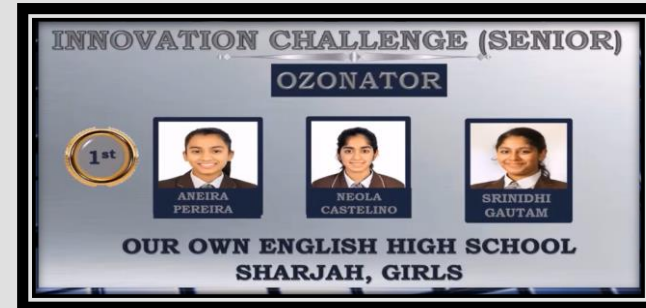 INNOVATION CHALLENGE (SENIOR)
OZONATOR
1st
ANEIRA
PEREIRA
NEOLA
CASTELINO
SRINIDHI
GAUTAM
OUR OWN ENGLISH HIGH SCHOOL
SHARJAH, GIRLS